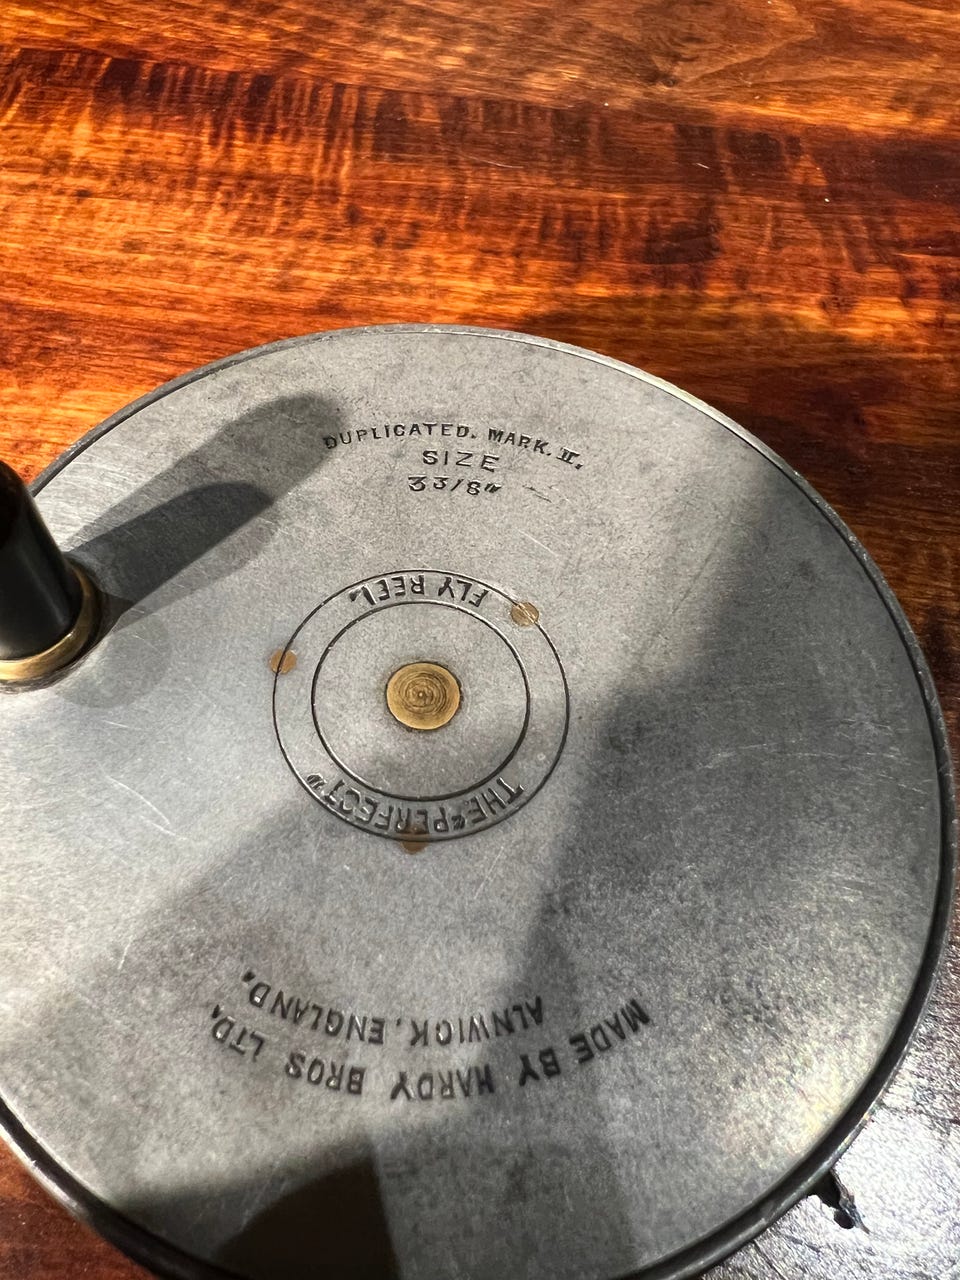 DUPLICATED. MARK. II.
SIZE
3 3/8"
FLY REEL.
THE "PERFECT"
MADE BY HARDY BROS LTD.
ALNWICK, ENGLAND.